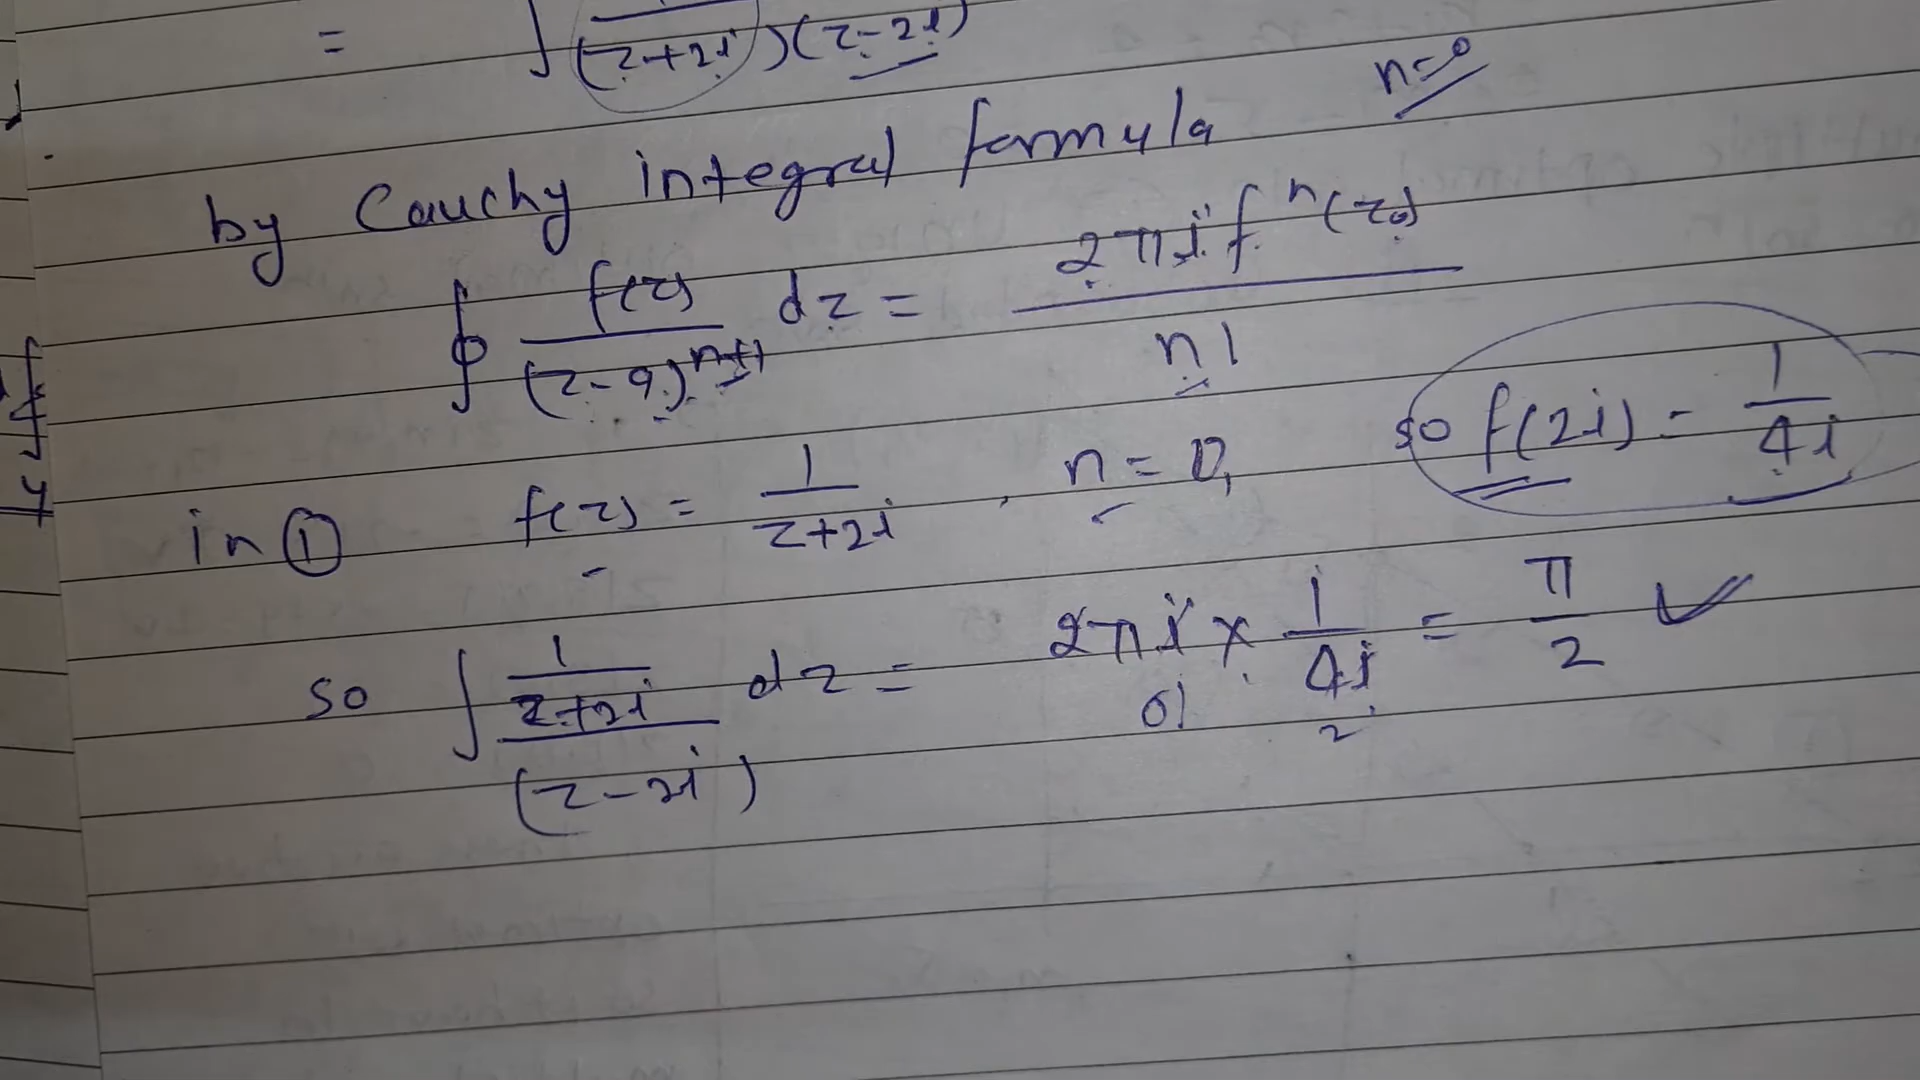 = ∫ 1/(z+2i)(z-2i)
n=0
by Cauchy integral formula
∮ f(z)/(z-a)^(n+1) dz = 2πi f^n(z₀)/n!
in ① f(z) = 1/(z+2i) , n = 0, so f(2i) = 1/4i
so ∫ (1/(z+2i))/(z-2i) dz = 2πi/0! × 1/4i = π/2 ✓
2